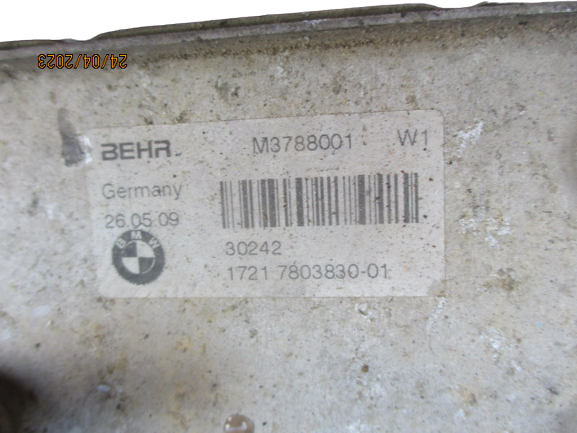 24/04/2023
BEHR M3788001 W1
Germany
26.05.09
BMW
30242
1721 7803830-01